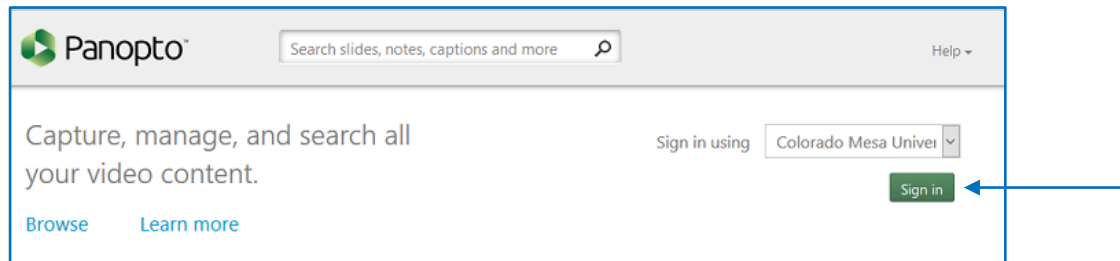 Panopto™
Search slides, notes, captions and more
Help
Capture, manage, and search all
your video content.
Sign in using
Colorado Mesa Univer
Sign in
Browse
Learn more